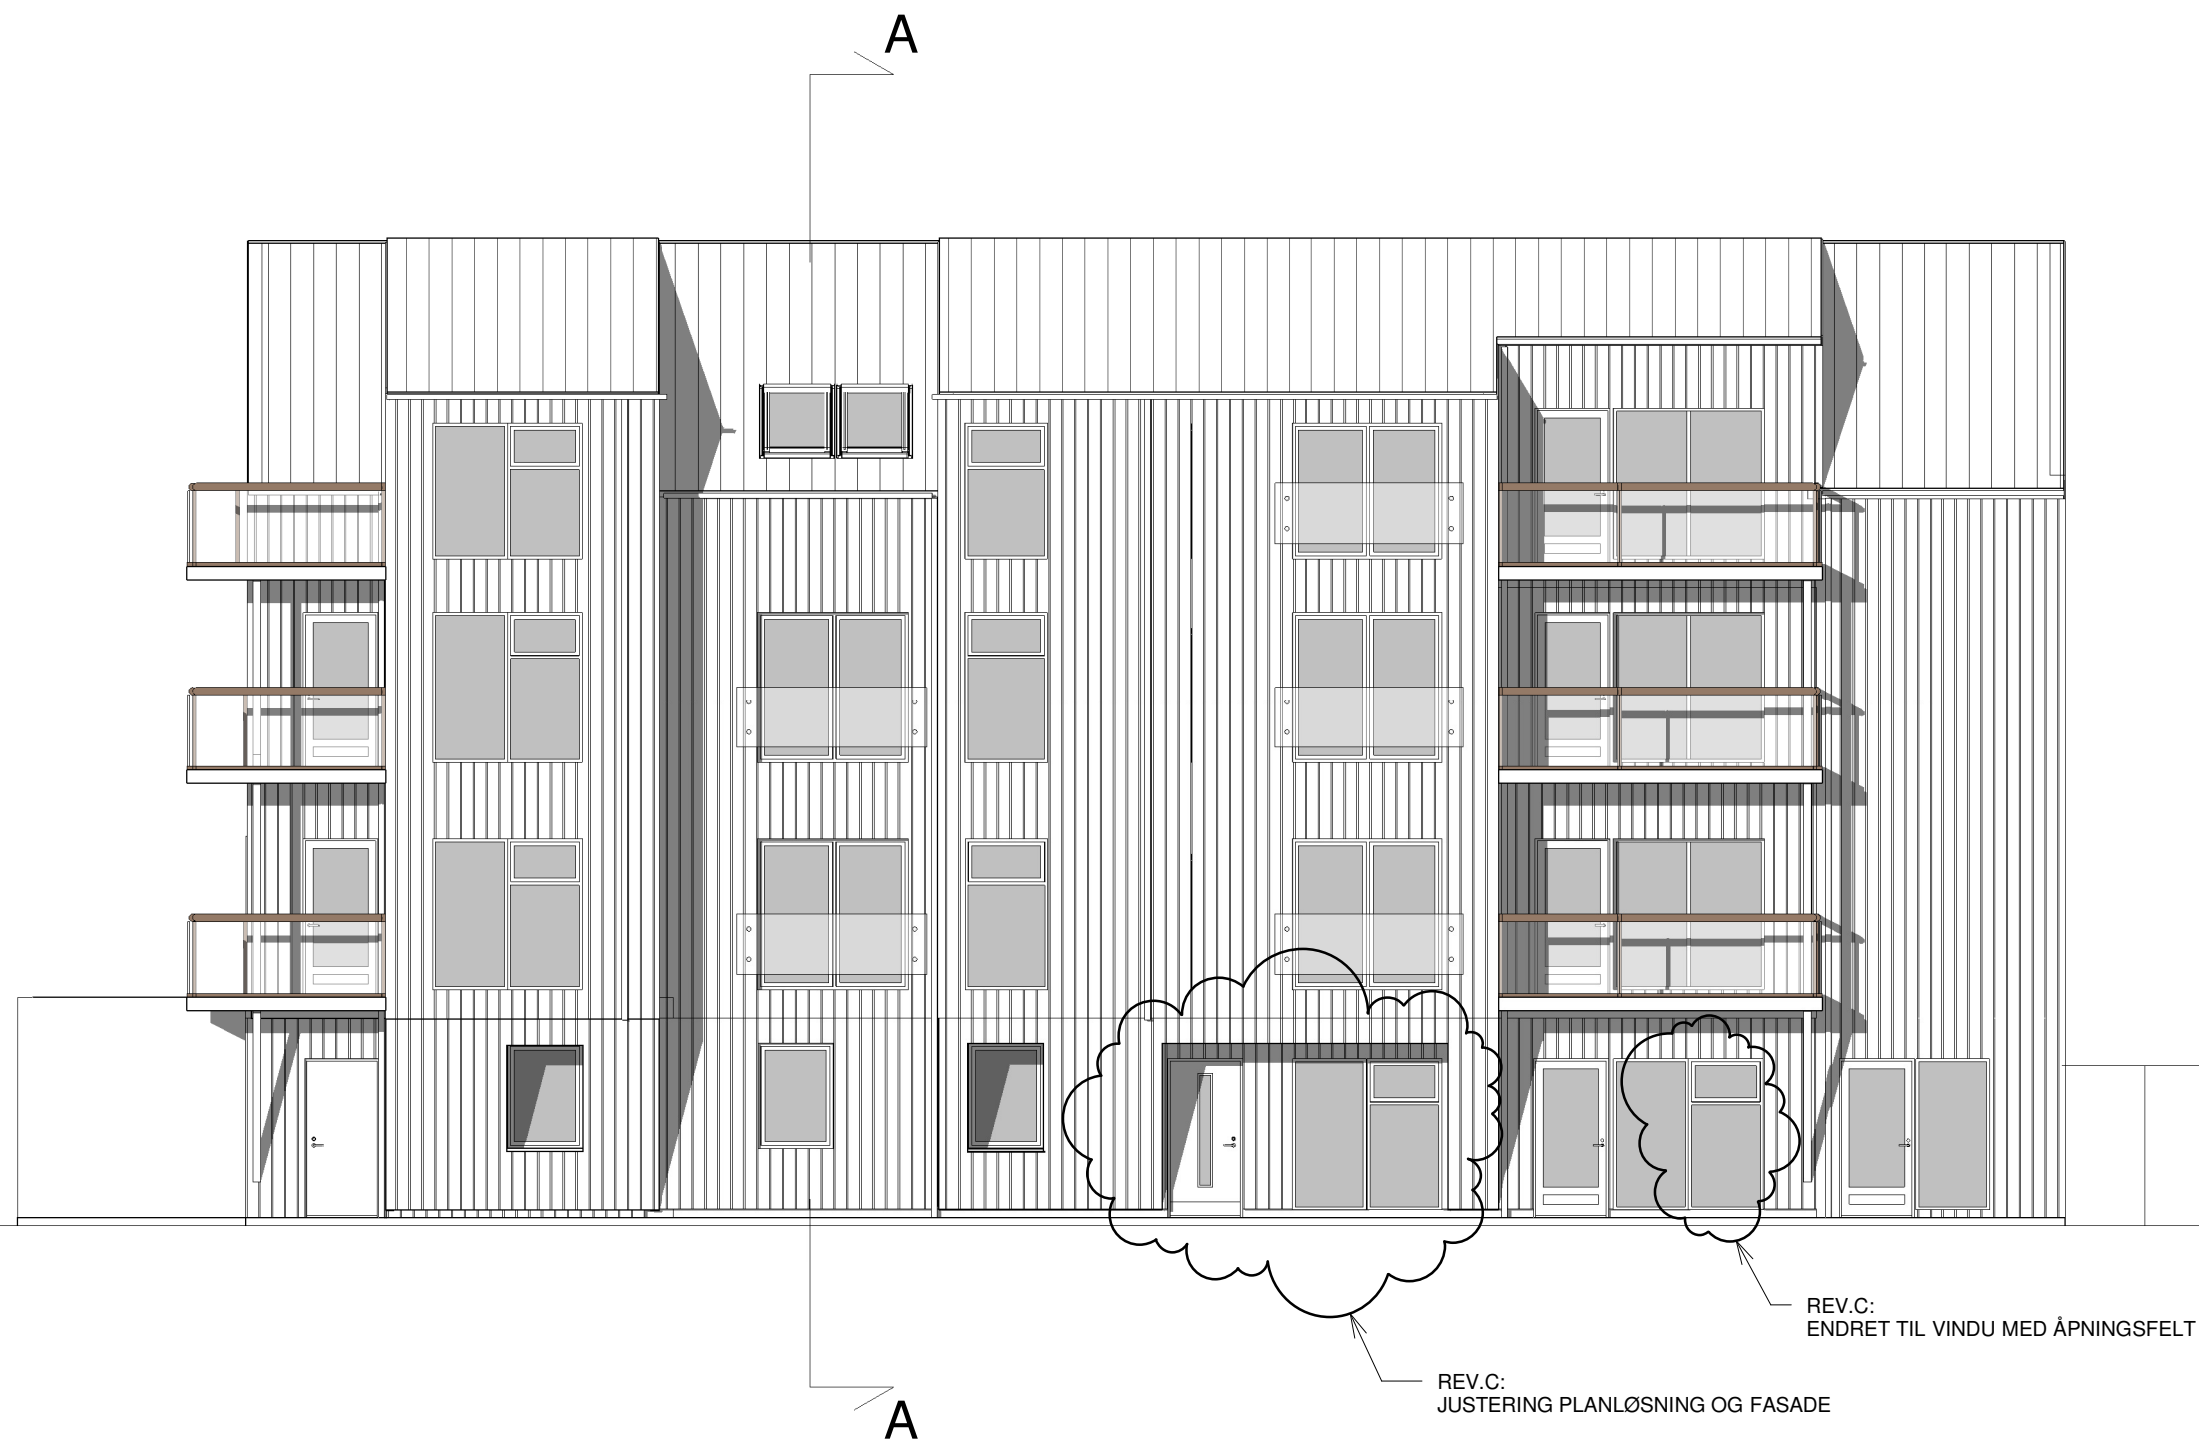 A
REV.C:
ENDRET TIL VINDU MED ÅPNINGSFELT
REV.C:
JUSTERING PLANLØSNING OG FASADE
A